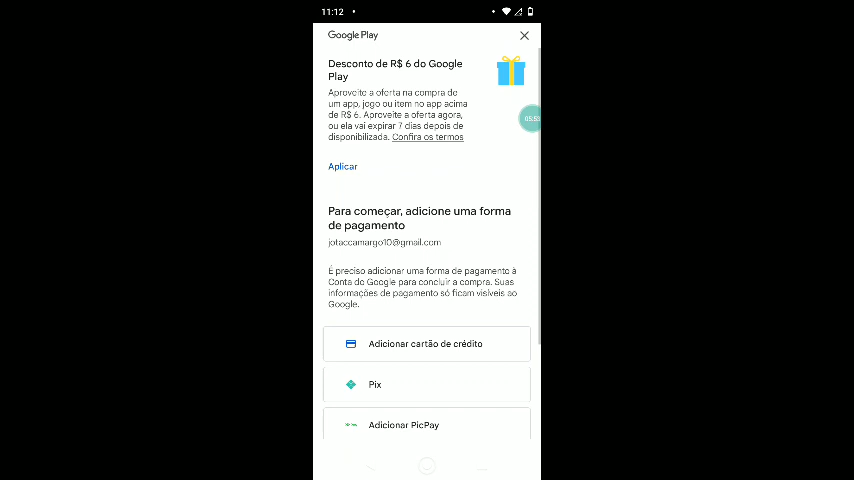 11:12
Google Play
Desconto de R$ 6 do Google
Play
Aproveite a oferta na compra de
um app, jogo ou item no app acima
de R$ 6. Aproveite a oferta agora,
ou ela vai expirar 7 dias depois de
disponibilizada. Confira os termos
05:53
Aplicar
Para começar, adicione uma forma
de pagamento
jotaccamargo10@gmail.com
É preciso adicionar uma forma de pagamento à
Conta do Google para concluir a compra. Suas
informações de pagamento só ficam visíveis ao
Google.
Adicionar cartão de crédito
Pix
Adicionar PicPay